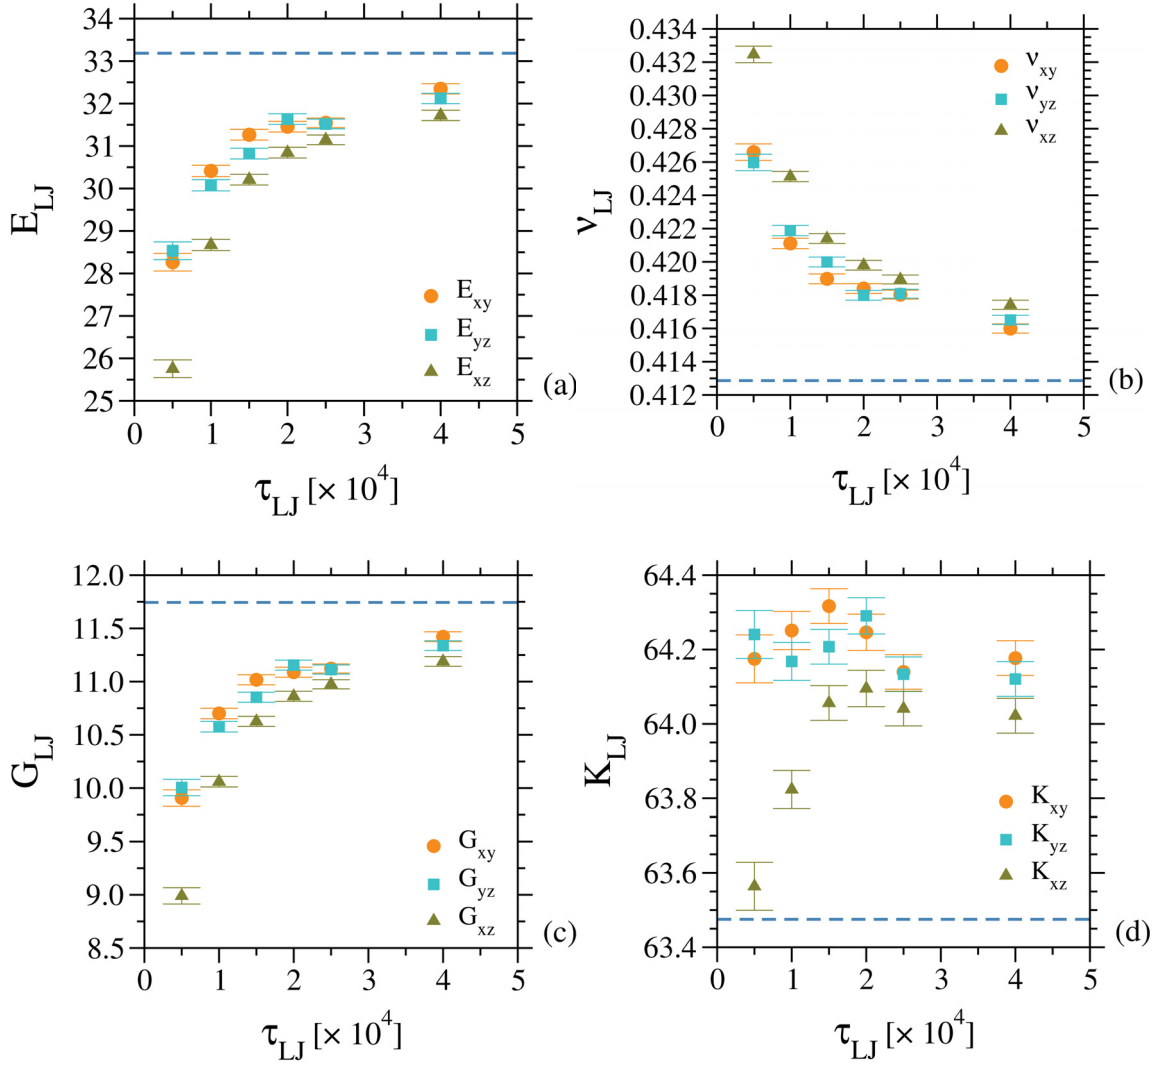 34
33
32
31
30
29
28
27
26
25
E_LJ
E_xy
E_yz
E_xz
0 1 2 3 4 5
τ_LJ [× 10^4]
(a)
0.434
0.432
0.430
0.428
0.426
0.424
0.422
0.420
0.418
0.416
0.414
0.412
ν_LJ
ν_xy
ν_yz
ν_xz
0 1 2 3 4 5
τ_LJ [× 10^4]
(b)
12.0
11.5
11.0
10.5
10.0
9.5
9.0
8.5
G_LJ
G_xy
G_yz
G_xz
0 1 2 3 4 5
τ_LJ [× 10^4]
(c)
64.4
64.2
64.0
63.8
63.6
63.4
K_LJ
K_xy
K_yz
K_xz
0 1 2 3 4 5
τ_LJ [× 10^4]
(d)